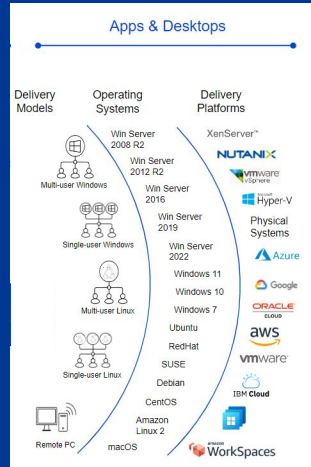 Apps & Desktops
Delivery
Models
Operating
Systems
Delivery
Platforms
Multi-user Windows
Single-user Windows
Multi-user Linux
Single-user Linux
Remote PC
Win Server
2008 R2
Win Server
2012 R2
Win Server
2016
Win Server
2019
Win Server
2022
Windows 11
Windows 10
Windows 7
Ubuntu
RedHat
SUSE
Debian
CentOS
Amazon
Linux 2
macOS
XenServer™
NUTANIX
vmware
vSphere
Microsoft
Hyper-V
Physical
Systems
Azure
Google
ORACLE
CLOUD
aws
vmware
IBM Cloud
amazon
WorkSpaces